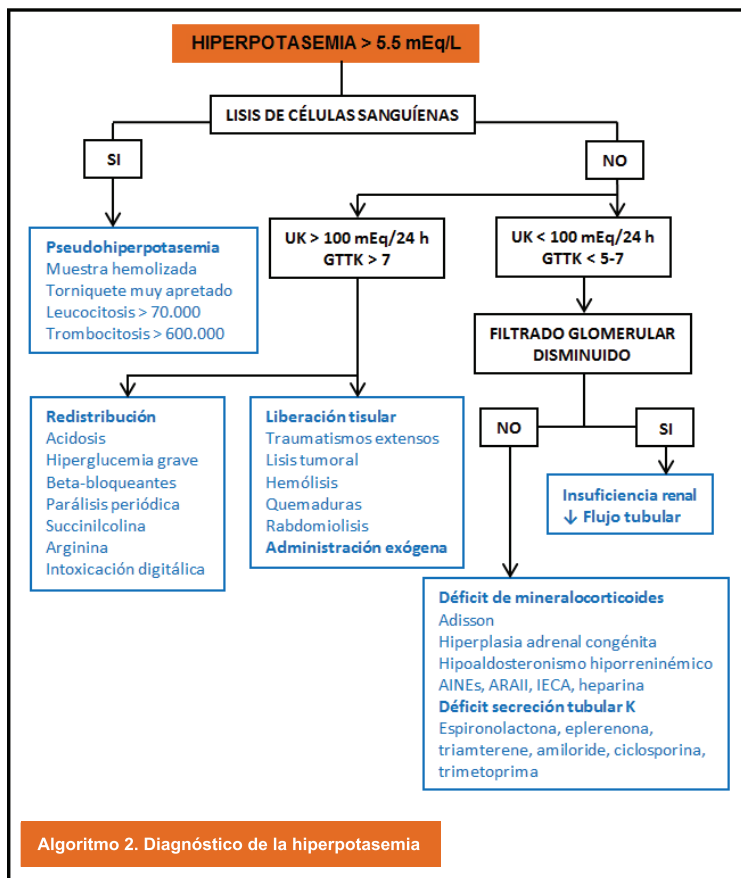 HIPERPOTASEMIA > 5.5 mEq/L
LISIS DE CÉLULAS SANGUÍENAS
SI
NO
Pseudohiperpotasemia
Muestra hemolizada
Torniquete muy apretado
Leucocitosis > 70.000
Trombocitosis > 600.000
UK > 100 mEq/24 h
GTTK > 7
UK < 100 mEq/24 h
GTTK < 5-7
FILTRADO GLOMERULAR
DISMINUIDO
Redistribución
Acidosis
Hiperglucemia grave
Beta-bloqueantes
Parálisis periódica
Succinilcolina
Arginina
Intoxicación digitálica
Liberación tisular
Traumatismos extensos
Lisis tumoral
Hemólisis
Quemaduras
Rabdomiolisis
Administración exógena
NO
SI
Insuficiencia renal
↓ Flujo tubular
Déficit de mineralocorticoides
Adisson
Hiperplasia adrenal congénita
Hipoaldosteronismo hiporreninémico
AINEs, ARAII, IECA, heparina
Déficit secreción tubular K
Espironolactona, eplerenona,
triamterene, amiloride, ciclosporina,
trimetoprima
Algoritmo 2. Diagnóstico de la hiperpotasemia